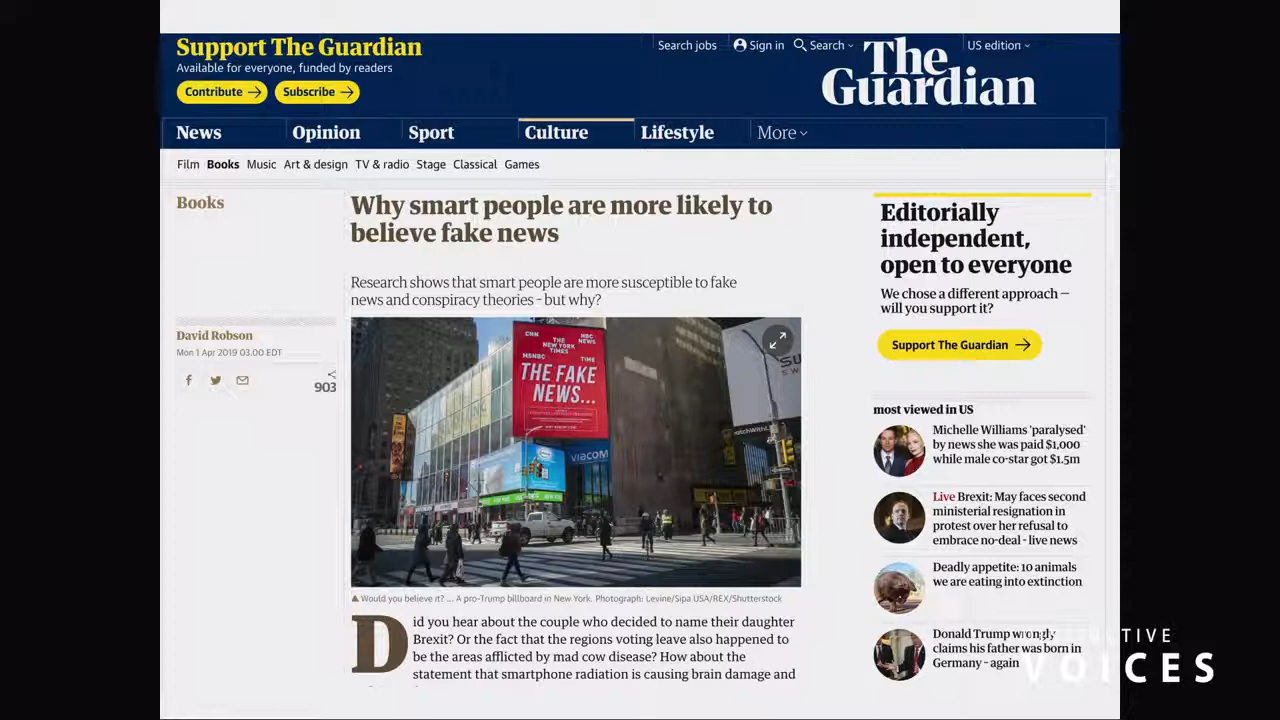 Support The Guardian
Available for everyone, funded by readers
Contribute
Subscribe
Search jobs
Sign in
Search
US edition
The
Guardian
News
Opinion
Sport
Culture
Lifestyle
More
Film
Books
Music
Art & design
TV & radio
Stage
Classical
Games
Books
Why smart people are more likely to
believe fake news
Research shows that smart people are more susceptible to fake
news and conspiracy theories – but why?
David Robson
Mon 1 Apr 2019 03.00 EDT
903
CNN
THE
NEW YORK
TIMES
NBC
NEWS
MSNBC
TIME
THE FAKE
NEWS...
VIACOM
SU
▲ Would you believe it? ... A pro-Trump billboard in New York. Photograph: Levine/Sipa USA/REX/Shutterstock
Did you hear about the couple who decided to name their daughter
Brexit? Or the fact that the regions voting leave also happened to
be the areas afflicted by mad cow disease? How about the
statement that smartphone radiation is causing brain damage and
Editorially
independent,
open to everyone
We chose a different approach —
will you support it?
Support The Guardian
most viewed in US
Michelle Williams 'paralysed'
by news she was paid $1,000
while male co-star got $1.5m
Live Brexit: May faces second
ministerial resignation in
protest over her refusal to
embrace no-deal - live news
Deadly appetite: 10 animals
we are eating into extinction
Donald Trump wrongly
claims his father was born in
Germany – again
VOICES